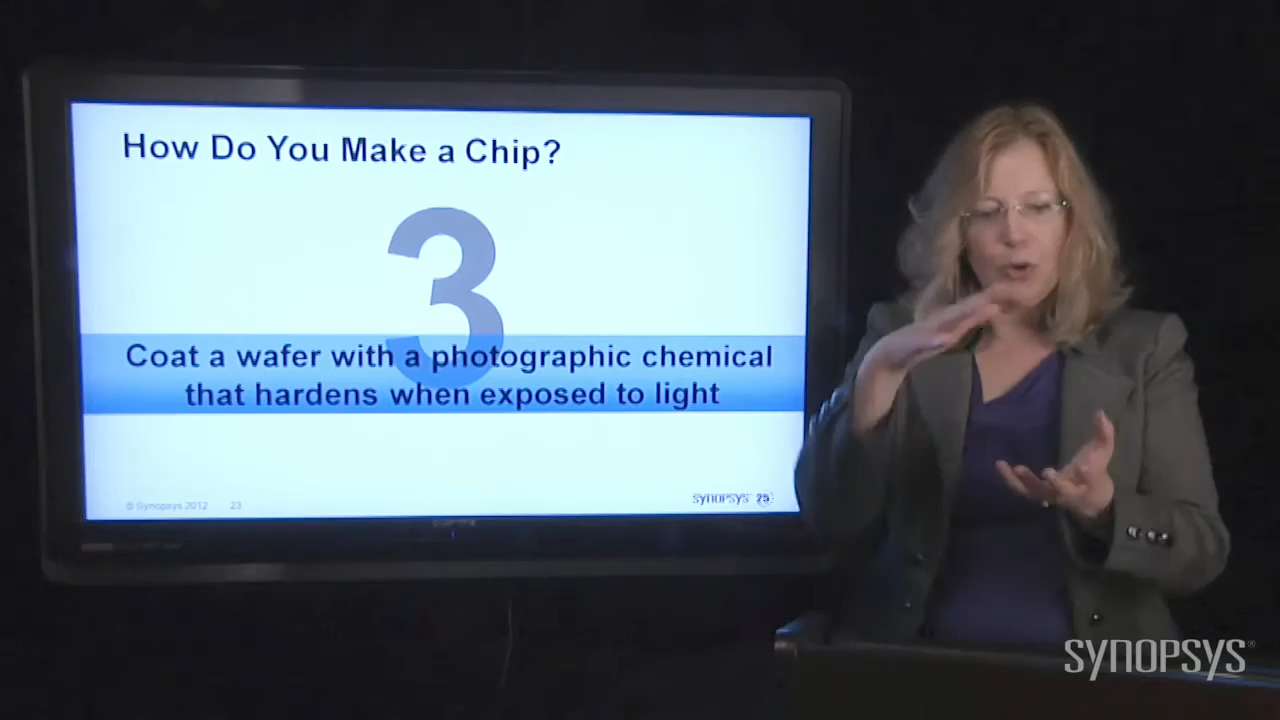 How Do You Make a Chip?
3
Coat a wafer with a photographic chemical
that hardens when exposed to light
© Synopsys 2012 23
SYNOPSYS 25
SYNOPSYS®